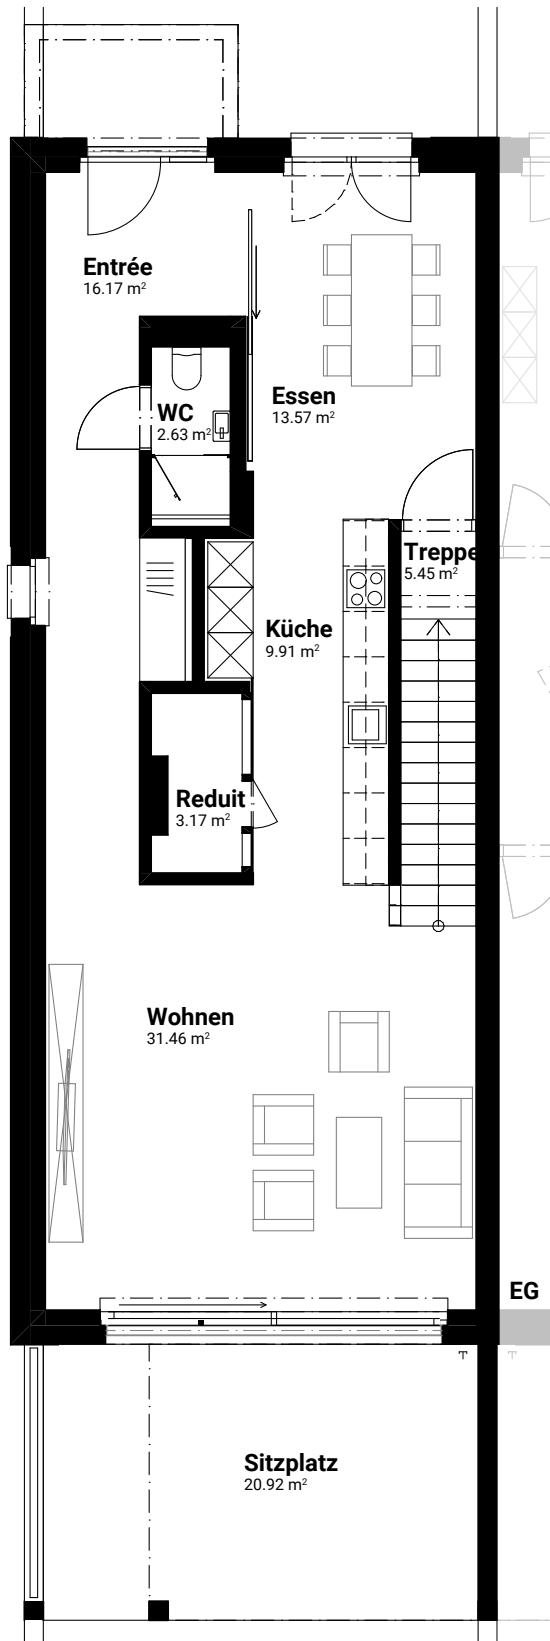 Entrée
16.17 m²
Essen
13.57 m²
WC
2.63 m²
Treppe
5.45 m²
Küche
9.91 m²
Reduit
3.17 m²
Wohnen
31.46 m²
EG
Sitzplatz
20.92 m²